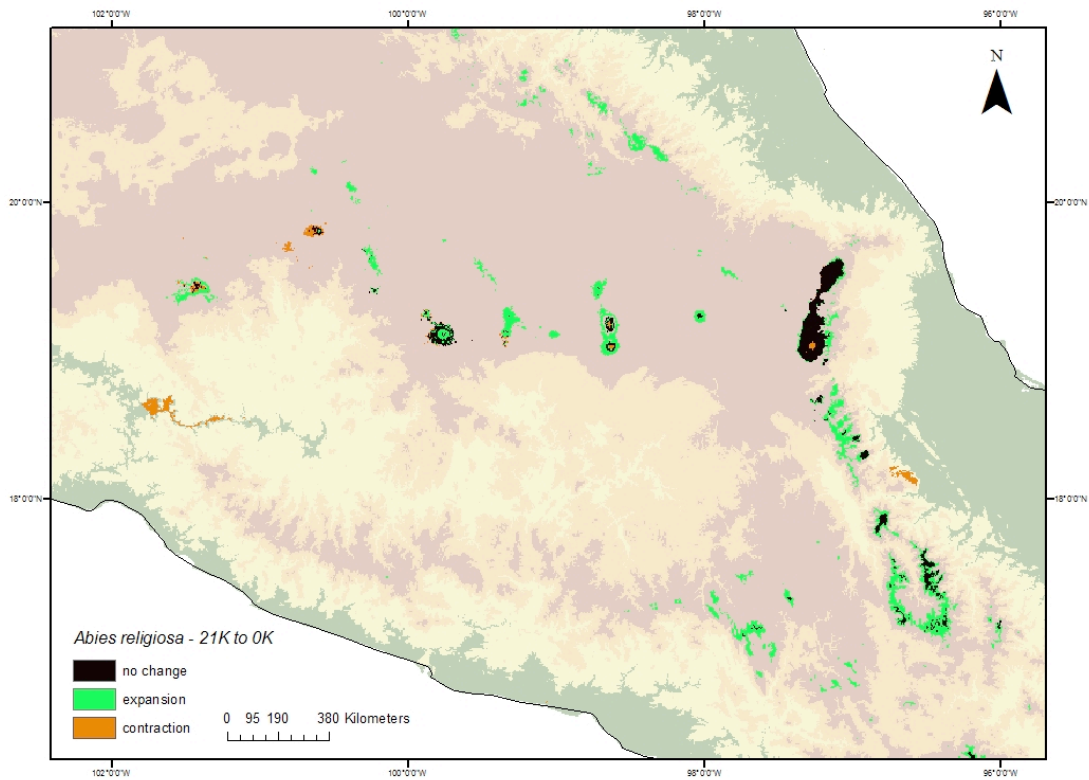 102°0'0"W 100°0'0"W 98°0'0"W 96°0'0"W
N
20°0'0"N 20°0'0"N
18°0'0"N 18°0'0"N
Abies religiosa - 21K to 0K
no change
expansion
contraction
0 95 190 380 Kilometers
102°0'0"W 100°0'0"W 98°0'0"W 96°0'0"W